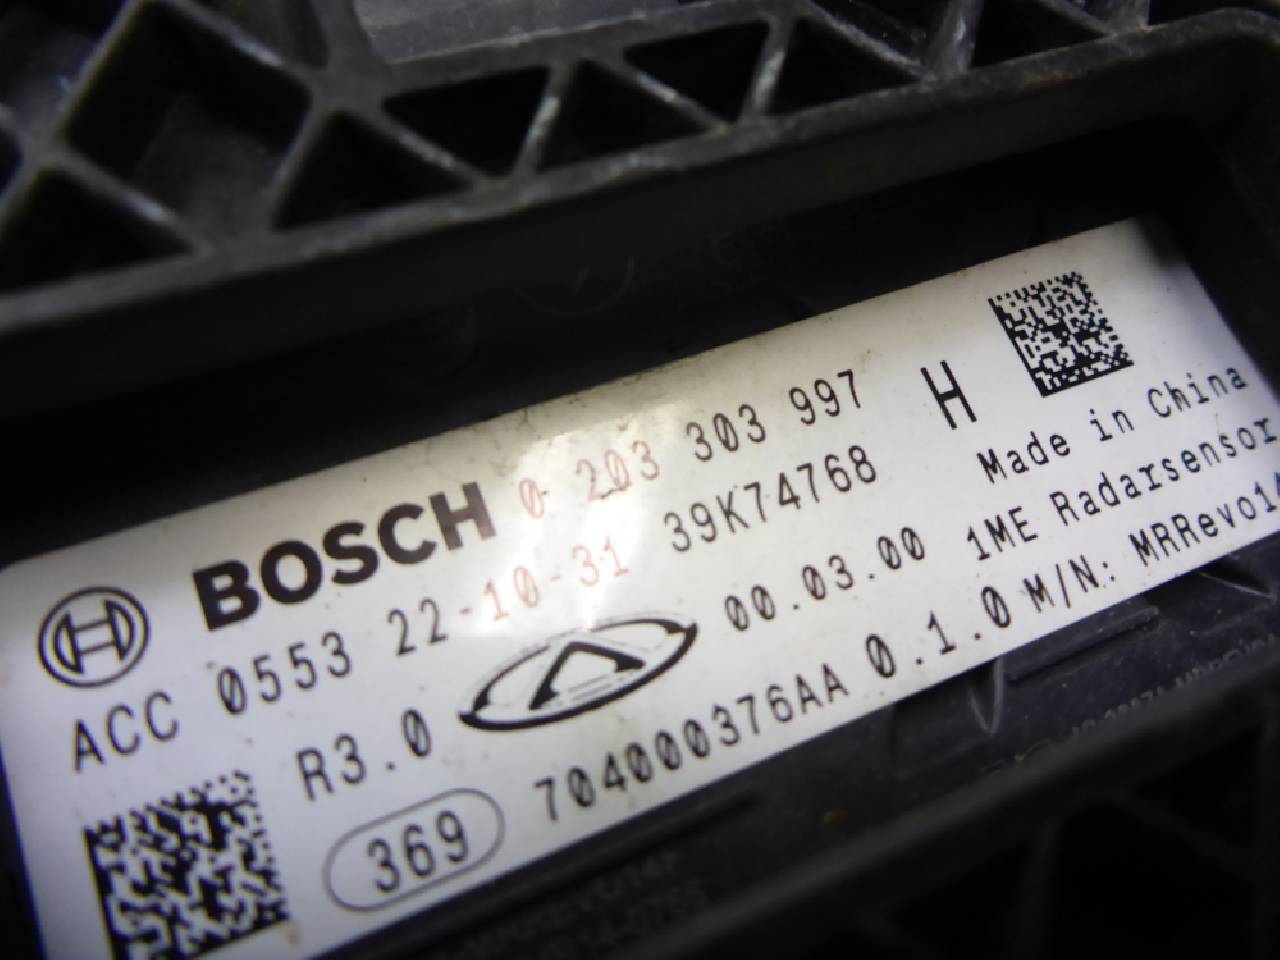 BOSCH 0 203 303 997 H
ACC 0553 22-10-31 39K74768 Made in China
R3.0 00.03.00 1ME Radarsensor
369 704000376AA 0.1.0 M/N: MRRevo14